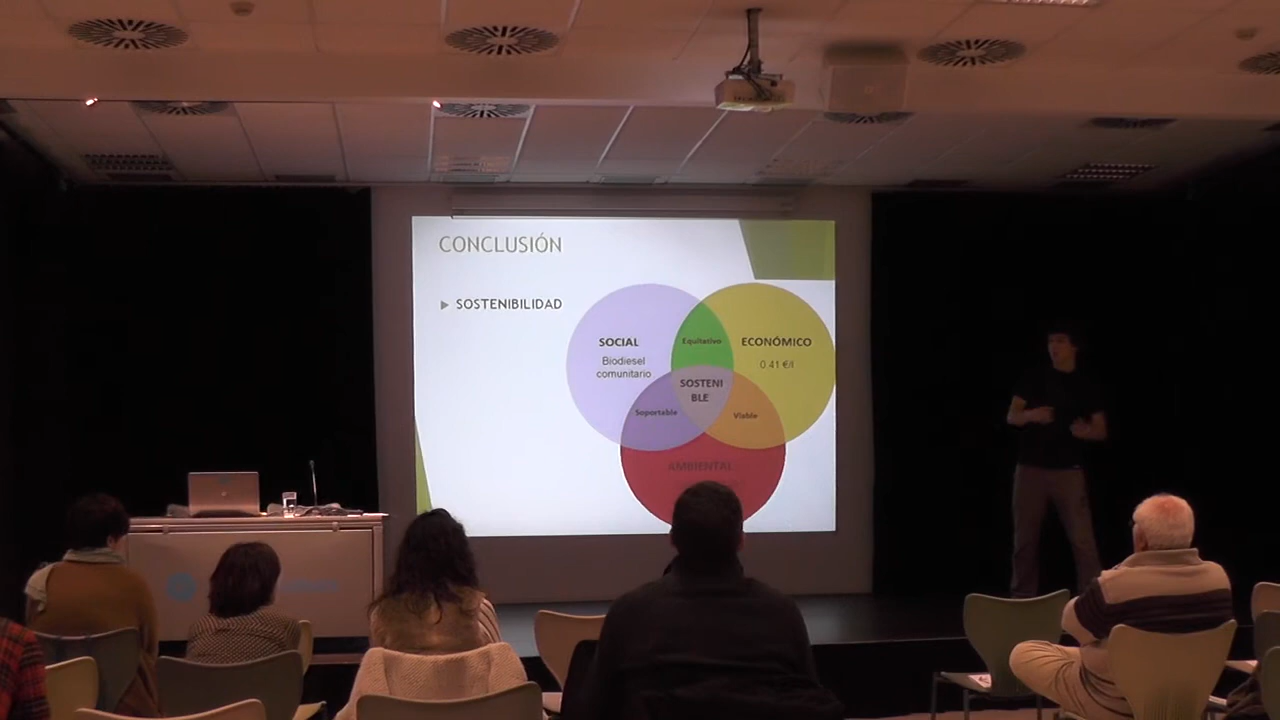 CONCLUSIÓN
SOSTENIBILIDAD
SOCIAL
Biodiesel
comunitario
Equitativo
ECONÓMICO
0.41 €/l
SOSTENI
BLE
Soportable
Viable
AMBIENTAL